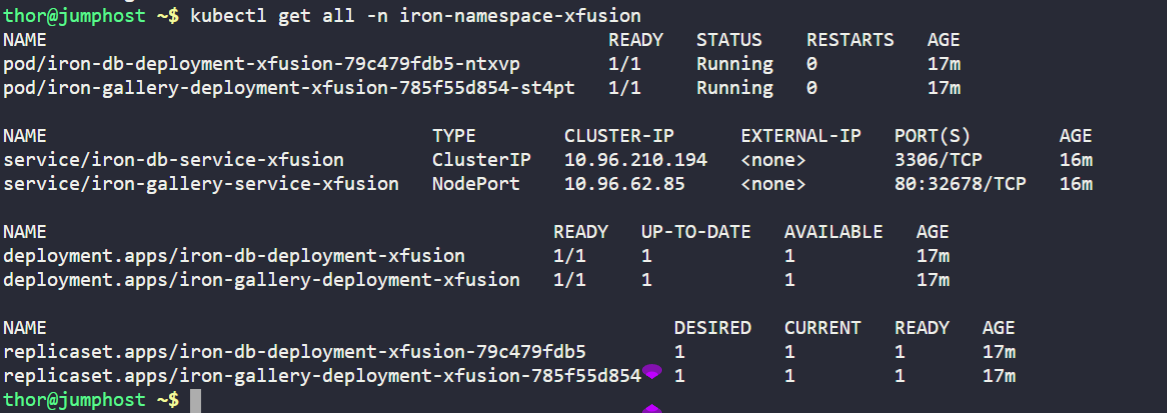 thor@jumphost ~$ kubectl get all -n iron-namespace-xfusion
NAME READY STATUS RESTARTS AGE
pod/iron-db-deployment-xfusion-79c479fdb5-ntxvp 1/1 Running 0 17m
pod/iron-gallery-deployment-xfusion-785f55d854-st4pt 1/1 Running 0 17m
NAME TYPE CLUSTER-IP EXTERNAL-IP PORT(S) AGE
service/iron-db-service-xfusion ClusterIP 10.96.210.194 <none> 3306/TCP 16m
service/iron-gallery-service-xfusion NodePort 10.96.62.85 <none> 80:32678/TCP 16m
NAME READY UP-TO-DATE AVAILABLE AGE
deployment.apps/iron-db-deployment-xfusion 1/1 1 1 17m
deployment.apps/iron-gallery-deployment-xfusion 1/1 1 1 17m
NAME DESIRED CURRENT READY AGE
replicaset.apps/iron-db-deployment-xfusion-79c479fdb5 1 1 1 17m
replicaset.apps/iron-gallery-deployment-xfusion-785f55d854 1 1 1 17m
thor@jumphost ~$